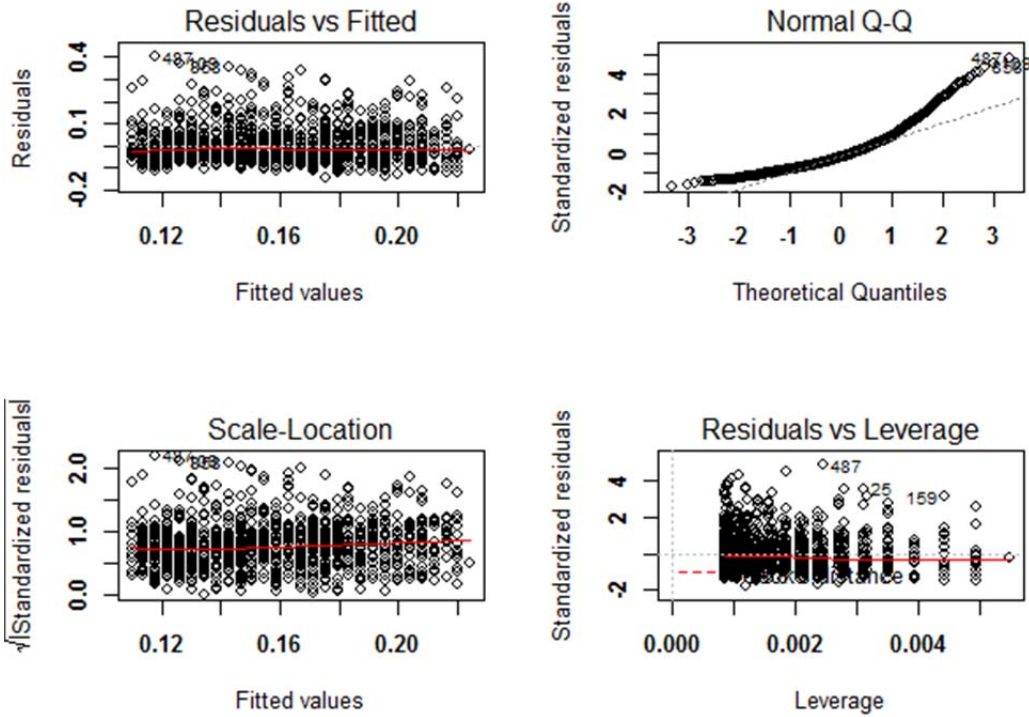 Residuals vs Fitted
Residuals
0.4
0.1
-0.2
487
0.12
0.16
0.20
Fitted values
Normal Q-Q
Standardized residuals
4
2
0
-2
487
-3
-2
-1
0
1
2
3
Theoretical Quantiles
Scale-Location
√|Standardized residuals|
2.0
1.0
0.0
487
0.12
0.16
0.20
Fitted values
Residuals vs Leverage
Standardized residuals
4
2
-2
487
25
159
0.000
0.002
0.004
Leverage